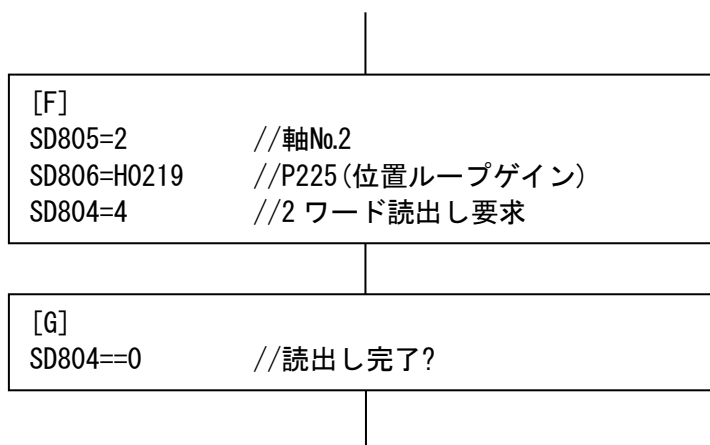 [F]
SD805=2 //軸№2
SD806=H0219 //P225(位置ループゲイン)
SD804=4 //2 ワード読出し要求
[G]
SD804==0 //読出し完了?